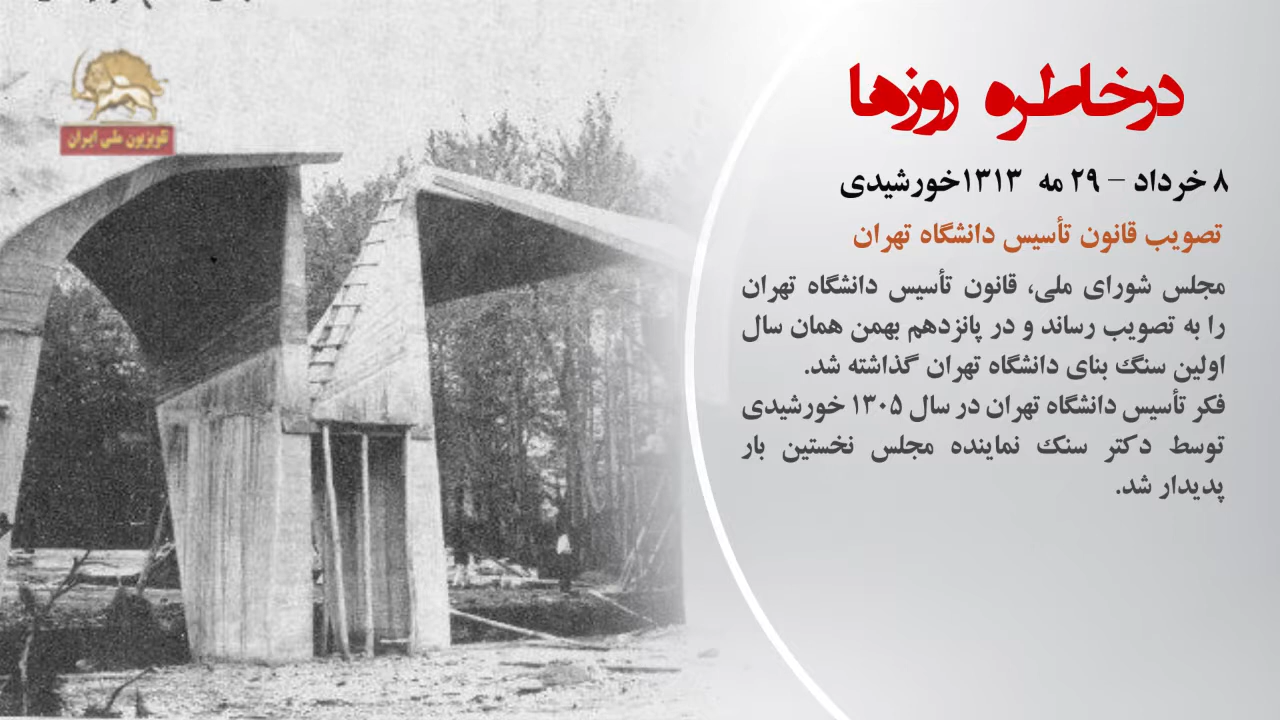 تلویزیون ملی ایران
درخاطره روزها
۸ خرداد – ۲۹ مه ۱۳۱۳خورشیدی
تصویب قانون تأسیس دانشگاه تهران
مجلس شورای ملی، قانون تأسیس دانشگاه تهران
را به تصویب رساند و در پانزدهم بهمن همان سال
اولین سنگ بنای دانشگاه تهران گذاشته شد.
فکر تأسیس دانشگاه تهران در سال ۱۳۰۵ خورشیدی
توسط دکتر سنک نماینده مجلس نخستین بار
پدیدار شد.